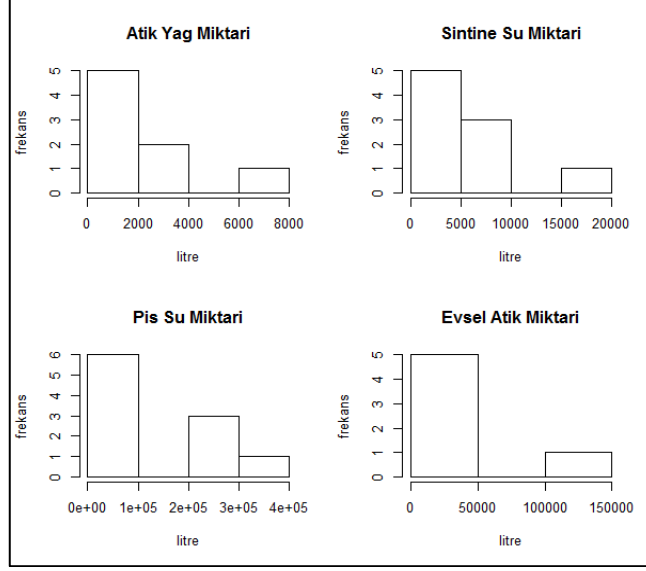 Atik Yag Miktari
frekans
0 1 2 3 4 5
0 2000 4000 6000 8000
litre
Sintine Su Miktari
frekans
0 1 2 3 4 5
0 5000 10000 15000 20000
litre
Pis Su Miktari
frekans
0 1 2 3 4 5 6
0e+00 1e+05 2e+05 3e+05 4e+05
litre
Evsel Atik Miktari
frekans
0 1 2 3 4 5
0 50000 100000 150000
litre